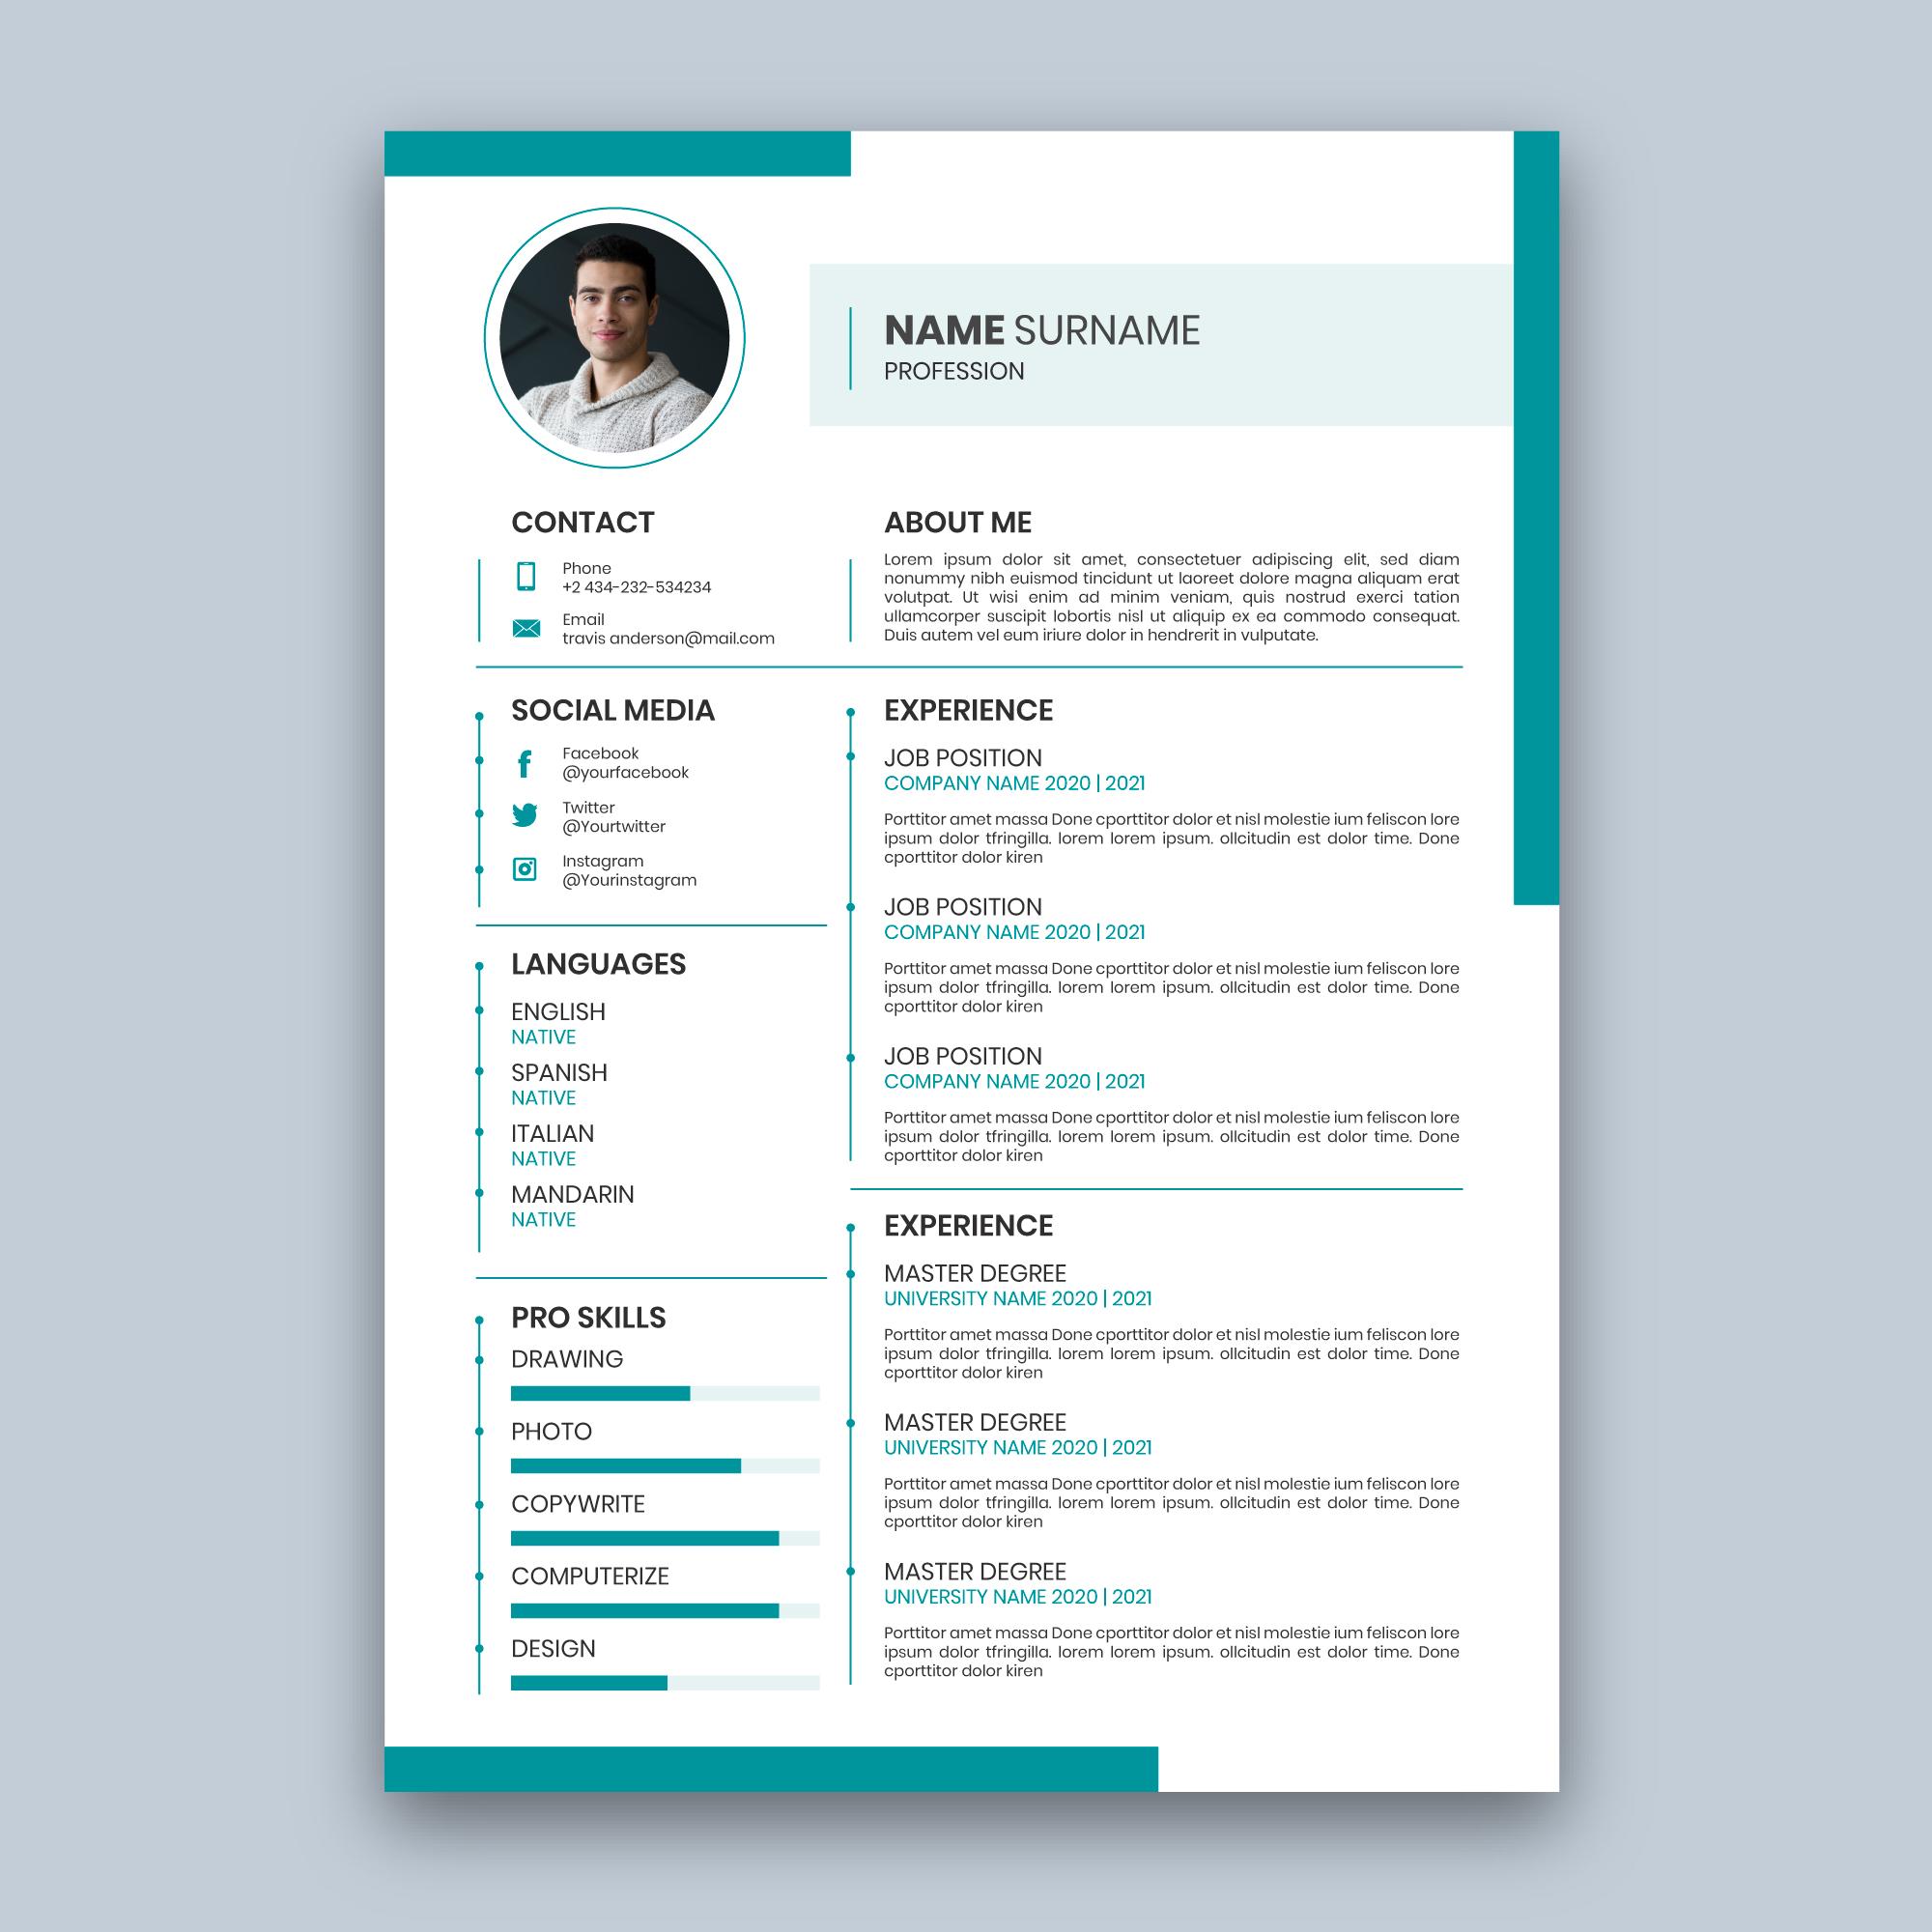 NAME SURNAME
PROFESSION
CONTACT
Phone
+2 434-232-534234
Email
travis anderson@mail.com
ABOUT ME
Lorem ipsum dolor sit amet, consectetuer adipiscing elit, sed diam
nonummy nibh euismod tincidunt ut laoreet dolore magna aliquam erat
volutpat. Ut wisi enim ad minim veniam, quis nostrud exerci tation
ullamcorper suscipit lobortis nisl ut aliquip ex ea commodo consequat.
Duis autem vel eum iriure dolor in hendrerit in vulputate.
SOCIAL MEDIA
Facebook
@yourfacebook
Twitter
@Yourtwitter
Instagram
@Yourinstagram
LANGUAGES
ENGLISH
NATIVE
SPANISH
NATIVE
ITALIAN
NATIVE
MANDARIN
NATIVE
PRO SKILLS
DRAWING
PHOTO
COPYWRITE
COMPUTERIZE
DESIGN
EXPERIENCE
JOB POSITION
COMPANY NAME 2020 | 2021
Porttitor amet massa Done cporttitor dolor et nisl molestie ium feliscon lore
ipsum dolor tfringilla. lorem lorem ipsum. ollcitudin est dolor time. Done
cporttitor dolor kiren
JOB POSITION
COMPANY NAME 2020 | 2021
Porttitor amet massa Done cporttitor dolor et nisl molestie ium feliscon lore
ipsum dolor tfringilla. lorem lorem ipsum. ollcitudin est dolor time. Done
cporttitor dolor kiren
JOB POSITION
COMPANY NAME 2020 | 2021
Porttitor amet massa Done cporttitor dolor et nisl molestie ium feliscon lore
ipsum dolor tfringilla. lorem lorem ipsum. ollcitudin est dolor time. Done
cporttitor dolor kiren
EXPERIENCE
MASTER DEGREE
UNIVERSITY NAME 2020 | 2021
Porttitor amet massa Done cporttitor dolor et nisl molestie ium feliscon lore
ipsum dolor tfringilla. lorem lorem ipsum. ollcitudin est dolor time. Done
cporttitor dolor kiren
MASTER DEGREE
UNIVERSITY NAME 2020 | 2021
Porttitor amet massa Done cporttitor dolor et nisl molestie ium feliscon lore
ipsum dolor tfringilla. lorem lorem ipsum. ollcitudin est dolor time. Done
cporttitor dolor kiren
MASTER DEGREE
UNIVERSITY NAME 2020 | 2021
Porttitor amet massa Done cporttitor dolor et nisl molestie ium feliscon lore
ipsum dolor tfringilla. lorem lorem ipsum. ollcitudin est dolor time. Done
cporttitor dolor kiren